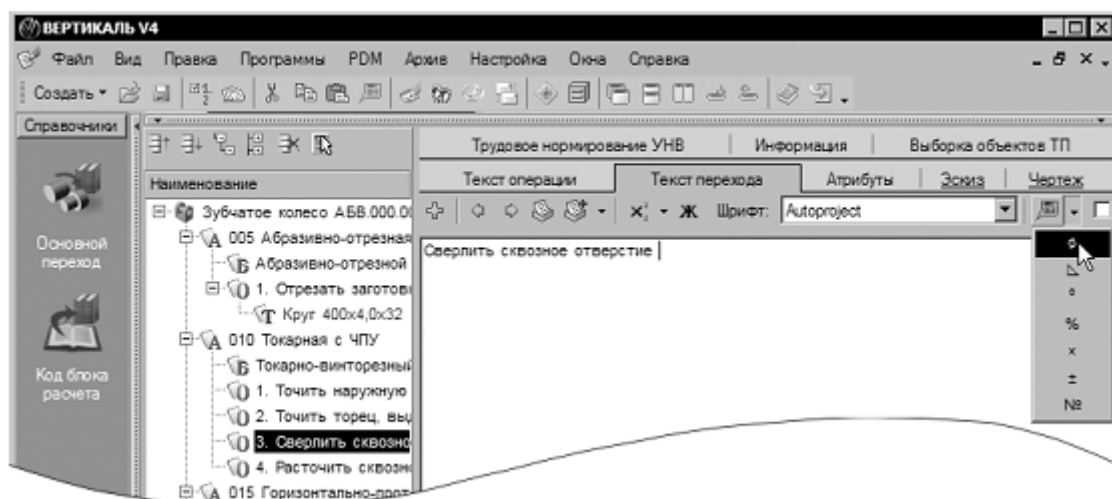 ВЕРТИКАЛЬ V4
Файл Вид Правка Программы PDM Архив Настройка Окна Справка
Создать
Справочники
Основной
переход
Код блока
расчета
Наименование
Зубчатое колесо АБВ.000.0
005 Абразивно-отрезная
Абразивно-отрезной
1. Отрезать заготов
Круг 400х4,0х32
010 Токарная с ЧПУ
Токарно-винторезный
1. Точить наружную
2. Точить торец, вы
3. Сверлить сквозно
4. Расточить сквозн
015 Горизонтально-прот
Трудовое нормирование УНВ Информация Выборка объектов ТП
Текст операции Текст перехода Атрибуты Эскиз Чертеж
Ж Шрифт: Autoproject
Сверлить сквозное отверстие
%
×
±
№